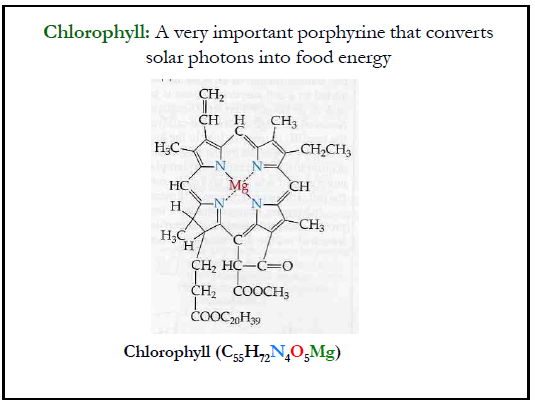 Chlorophyll: A very important porphyrine that converts
solar photons into food energy
CH₂
CH H CH₃
C
H₃C CH₂CH₃
N N
HC Mg CH
H N N
CH₃
H₃C
H C
CH₂ HC—C=O
CH₂ COOCH₃
COOC₂₀H₃₉
Chlorophyll (C₅₅H₇₂N₄O₅Mg)